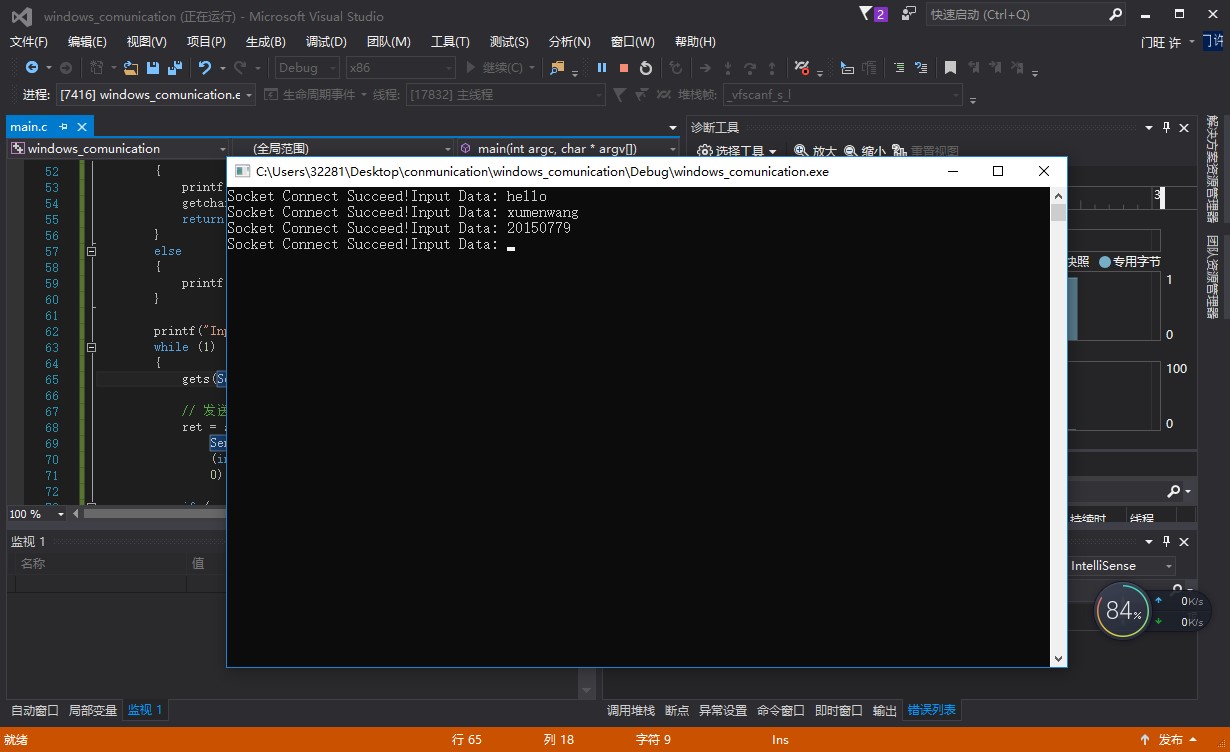 windows_comunication (正在运行) - Microsoft Visual Studio
2
快速启动 (Ctrl+Q)
文件(F) 编辑(E) 视图(V) 项目(P) 生成(B) 调试(D) 团队(M) 工具(T) 测试(S) 分析(N) 窗口(W) 帮助(H)
门旺 许
门许
Debug x86 继续(C)
进程: [7416] windows_comunication.e 生命周期事件 线程: [17832] 主线程 堆栈帧: _vfscanf_s_l
main.c
诊断工具
windows_comunication (全局范围) main(int argc, char * argv[])
选择工具 放大 缩小 重置视图
C:\Users\32281\Desktop\conmunication\windows_comunication\Debug\windows_comunication.exe
Socket Connect Succeed!Input Data: hello
Socket Connect Succeed!Input Data: xumenwang
Socket Connect Succeed!Input Data: 20150779
Socket Connect Succeed!Input Data:
52 {
53 printf
54 getcha
55 return
56 }
57 else
58 {
59 printf
60 }
61
62 printf("Inp
63 while (1)
64 {
65 gets(
66
67 // 发送
68 ret =
69 Sen
70 (in
71 0)
72
100 %
3
快照 专用字节
1
0
100
0
持续时 线程
解决方案资源管理器
团队资源管理器
监视 1
名称 值
IntelliSense
84%
0K/s
0K/s
自动窗口 局部变量 监视 1
调用堆栈 断点 异常设置 命令窗口 即时窗口 输出 错误列表
就绪 行 65 列 18 字符 9 Ins 发布